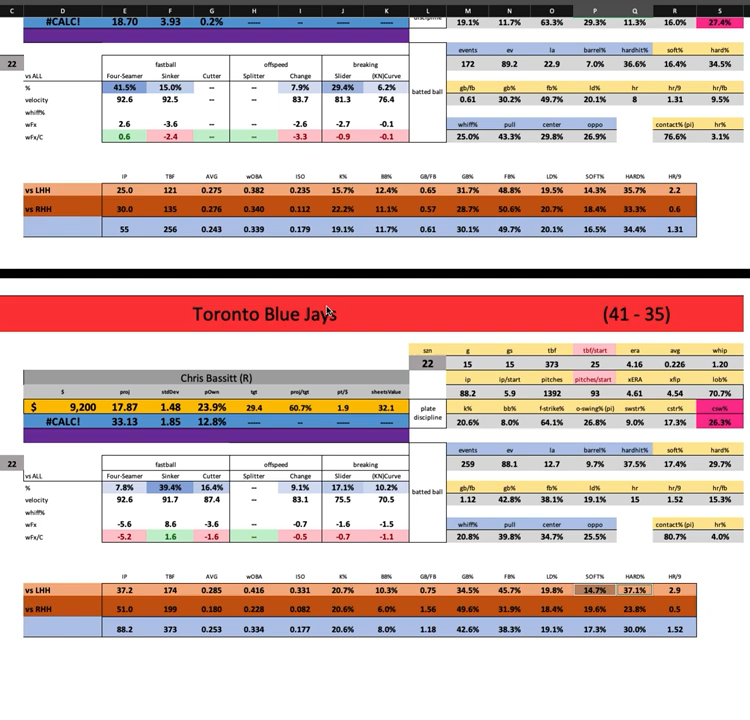 C D E F G H I J K L M N O P Q R S
#CALC! 18.70 3.93 0.2% ----- ----- ----- discipline 19.1% 11.7% 63.3% 29.3% 11.3% 16.0% 27.4%
events ev la barrel% hardhit% soft% hard%
22 172 89.2 22.9 7.0% 36.6% 16.4% 34.5%
fastball offspeed breaking
vs ALL Four-Seamer Sinker Cutter Splitter Change Slider (KN)Curve
% 41.5% 15.0% -- -- 7.9% 29.4% 6.2% batted ball gb/fb gb% fb% ld% hr hr/9 hr/fb
velocity 92.6 92.5 -- -- 83.7 81.3 76.4 0.61 30.2% 49.7% 20.1% 8 1.31 9.5%
whiff%
wFx 2.6 -3.6 -- -- -2.6 -2.7 -0.1 whiff% pull center oppo contact% (pi) hr%
wFx/C 0.6 -2.4 -- -- -3.3 -0.9 -0.1 25.0% 43.3% 29.8% 26.9% 76.6% 3.1%
IP TBF AVG wOBA ISO K% BB% GB/FB GB% FB% LD% SOFT% HARD% HR/9
vs LHH 25.0 121 0.275 0.382 0.235 15.7% 12.4% 0.65 31.7% 48.8% 19.5% 14.3% 35.7% 2.2
vs RHH 30.0 135 0.276 0.340 0.112 22.2% 11.1% 0.57 28.7% 50.6% 20.7% 18.4% 33.3% 0.6
55 256 0.243 0.339 0.179 19.1% 11.7% 0.61 30.1% 49.7% 20.1% 16.5% 34.4% 1.31
Toronto Blue Jays (41 - 35)
szn g gs tbf tbf/start era avg whip
22 15 15 373 25 4.16 0.226 1.20
Chris Bassitt (R) ip ip/start pitches pitches/start xERA xfip lob%
$ proj stdDev pOwn tgt proj/tgt pt/$ sheetsValue 88.2 5.9 1392 93 4.61 4.54 70.7%
$ 9,200 17.87 1.48 23.9% 29.4 60.7% 1.9 32.1 plate discipline k% bb% f-strike% o-swing% (pi) swstr% cstr% csw%
#CALC! 33.13 1.85 12.8% ----- ----- ----- 20.6% 8.0% 64.1% 26.8% 9.0% 17.3% 26.3%
events ev la barrel% hardhit% soft% hard%
22 259 88.1 12.7 9.7% 37.5% 17.4% 29.7%
fastball offspeed breaking
vs ALL Four-Seamer Sinker Cutter Splitter Change Slider (KN)Curve
% 7.8% 39.4% 16.4% -- 9.1% 17.1% 10.2% batted ball gb/fb gb% fb% ld% hr hr/9 hr/fb
velocity 92.6 91.7 87.4 -- 83.1 75.5 70.5 1.12 42.8% 38.1% 19.1% 15 1.52 15.3%
whiff%
wFx -5.6 8.6 -3.6 -0.7 -1.6 -1.5 whiff% pull center oppo contact% (pi) hr%
wFx/C -5.2 1.6 -1.6 -- -0.5 -0.7 -1.1 20.8% 39.8% 34.7% 25.5% 80.7% 4.0%
IP TBF AVG wOBA ISO K% BB% GB/FB GB% FB% LD% SOFT% HARD% HR/9
vs LHH 37.2 174 0.285 0.416 0.331 20.7% 10.3% 0.75 34.5% 45.7% 19.8% 14.7% 37.1% 2.9
vs RHH 51.0 199 0.180 0.228 0.082 20.6% 6.0% 1.56 49.6% 31.9% 18.4% 19.6% 23.8% 0.5
88.2 373 0.253 0.334 0.177 20.6% 8.0% 1.18 42.6% 38.3% 19.1% 17.3% 30.0% 1.52